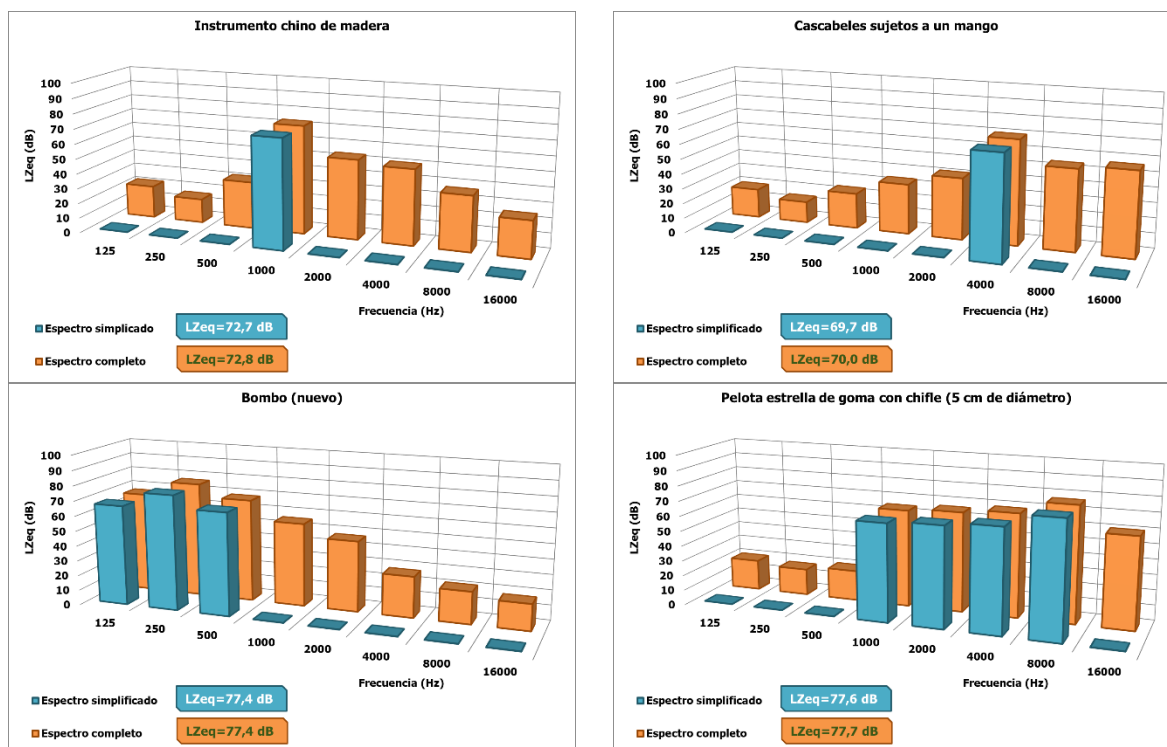 Instrumento chino de madera
100
90
80
70
60
50
40
30
20
10
0
LZeq (dB)
125
250
500
1000
2000
4000
8000
16000
Frecuencia (Hz)
Espectro simplicado
LZeq=72,7 dB
Espectro completo
LZeq=72,8 dB
Cascabeles sujetos a un mango
100
90
80
70
60
50
40
30
20
10
0
LZeq (dB)
125
250
500
1000
2000
4000
8000
16000
Frecuencia (Hz)
Espectro simplificado
LZeq=69,7 dB
Espectro completo
LZeq=70,0 dB
Bombo (nuevo)
100
90
80
70
60
50
40
30
20
10
0
LZeq (dB)
125
250
500
1000
2000
4000
8000
16000
Frecuencia (Hz)
Espectro simplificado
LZeq=77,4 dB
Espectro completo
LZeq=77,4 dB
Pelota estrella de goma con chifle (5 cm de diámetro)
100
90
80
70
60
50
40
30
20
10
0
LZeq (dB)
125
250
500
1000
2000
4000
8000
16000
Frecuencia (Hz)
Espectro simplificado
LZeq=77,6 dB
Espectro completo
LZeq=77,7 dB